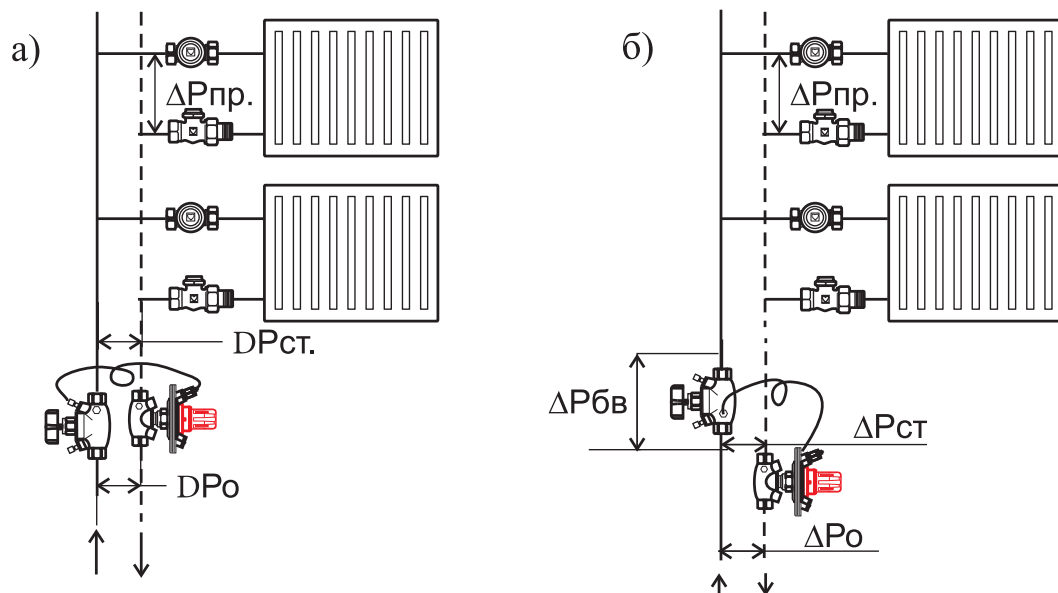 а)
б)
ΔPпр.
ΔPпр.
DPст.
ΔPбв
ΔPст
DPо
ΔPо